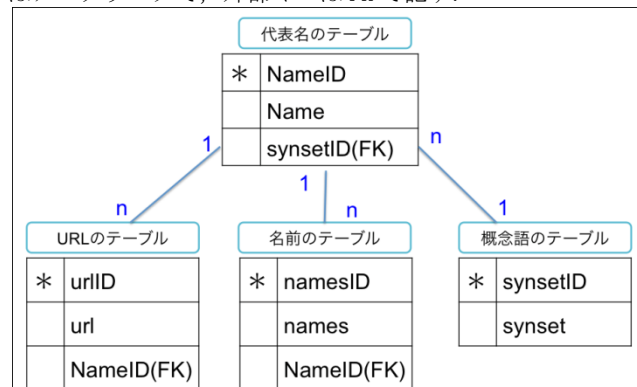 代表名のテーブル
＊ NameID
Name
synsetID(FK)
1
n
1
n
n
1
URLのテーブル
＊ urlID
url
NameID(FK)
名前のテーブル
＊ namesID
names
NameID(FK)
概念語のテーブル
＊ synsetID
synset